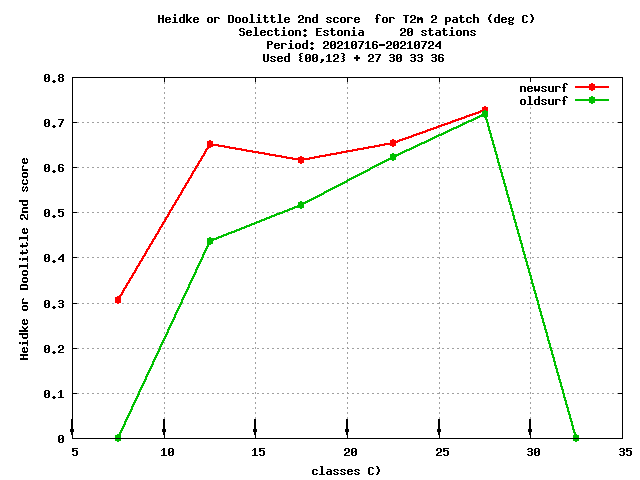 Heidke or Doolittle 2nd score  for T2m 2 patch (deg C)
Selection: Estonia     20 stations
Period: 20210716-20210724
Used {00,12} + 27 30 33 36
newsurf
oldsurf
Heidke or Doolittle 2nd score
0.8
0.7
0.6
0.5
0.4
0.3
0.2
0.1
0
5 10 15 20 25 30 35
classes C)